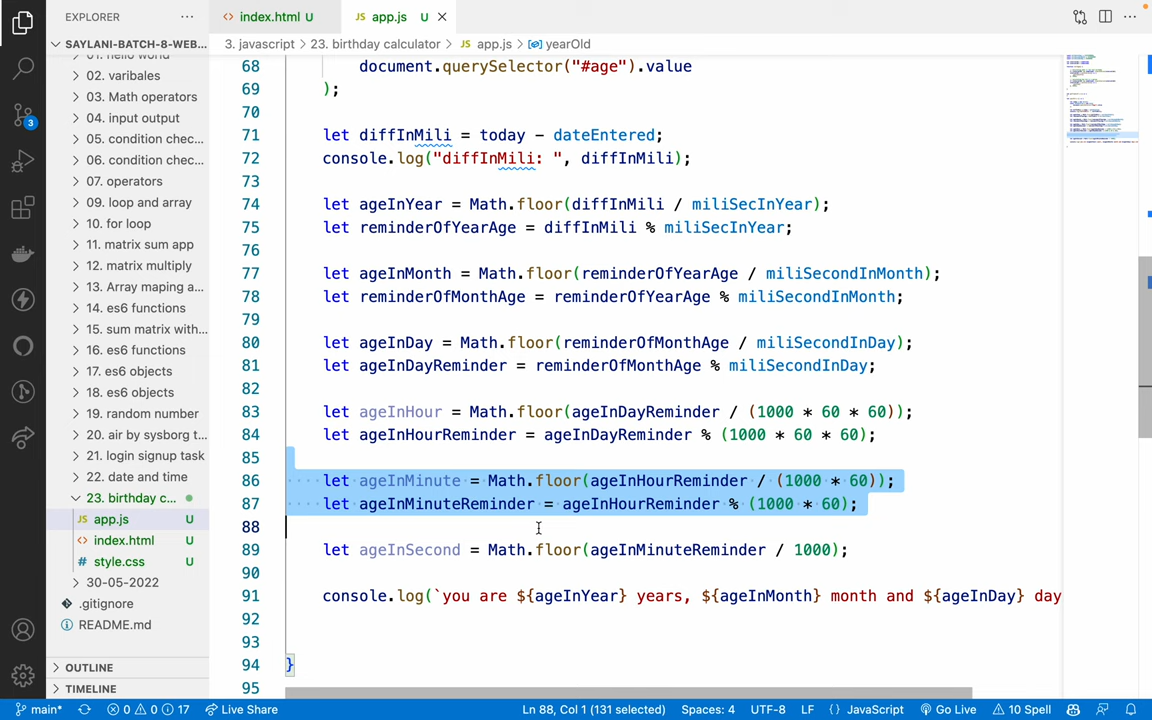 EXPLORER
index.html U
app.js U
SAYLANI-BATCH-8-WEB...
3. javascript > 23. birthday calculator > app.js > yearOld
01. hello world
02. varibales
03. Math operators
04. input output
05. condition chec...
06. condition chec...
07. operators
09. loop and array
10. for loop
11. matrix sum app
12. matrix multiply
13. Array maping a...
14. es6 functions
15. sum matrix with...
16. es6 functions
17. es6 objects
18. es6 objects
19. random number
20. air by sysborg t...
21. login signup task
22. date and time
23. birthday c...
app.js U
index.html U
style.css U
30-05-2022
.gitignore
README.md
OUTLINE
TIMELINE
3
68 document.querySelector("#age").value
69 );
70
71 let diffInMili = today - dateEntered;
72 console.log("diffInMili: ", diffInMili);
73
74 let ageInYear = Math.floor(diffInMili / miliSecInYear);
75 let reminderOfYearAge = diffInMili % miliSecInYear;
76
77 let ageInMonth = Math.floor(reminderOfYearAge / miliSecondInMonth);
78 let reminderOfMonthAge = reminderOfYearAge % miliSecondInMonth;
79
80 let ageInDay = Math.floor(reminderOfMonthAge / miliSecondInDay);
81 let ageInDayReminder = reminderOfMonthAge % miliSecondInDay;
82
83 let ageInHour = Math.floor(ageInDayReminder / (1000 * 60 * 60));
84 let ageInHourReminder = ageInDayReminder % (1000 * 60 * 60);
85
86 let ageInMinute = Math.floor(ageInHourReminder / (1000 * 60));
87 let ageInMinuteReminder = ageInHourReminder % (1000 * 60);
88
89 let ageInSecond = Math.floor(ageInMinuteReminder / 1000);
90
91 console.log(`you are ${ageInYear} years, ${ageInMonth} month and ${ageInDay} day
92
93
94 }
95
main* 0 0 17 Live Share Ln 88, Col 1 (131 selected) Spaces: 4 UTF-8 LF {} JavaScript Go Live 10 Spell